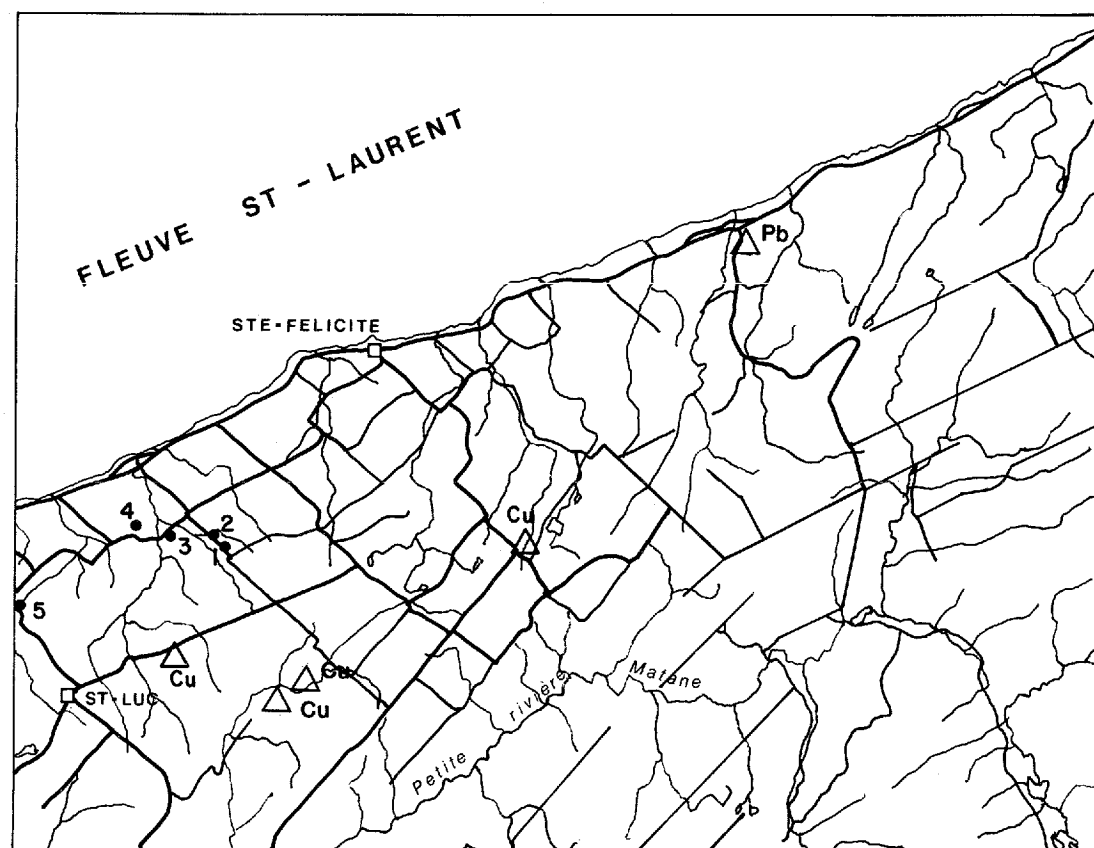 FLEUVE ST - LAURENT
Pb
STE-FELICITE
4
2
Cu
3
1
5
Cu
Cu
Matane
ST-LUC
rivière
Cu
Petite